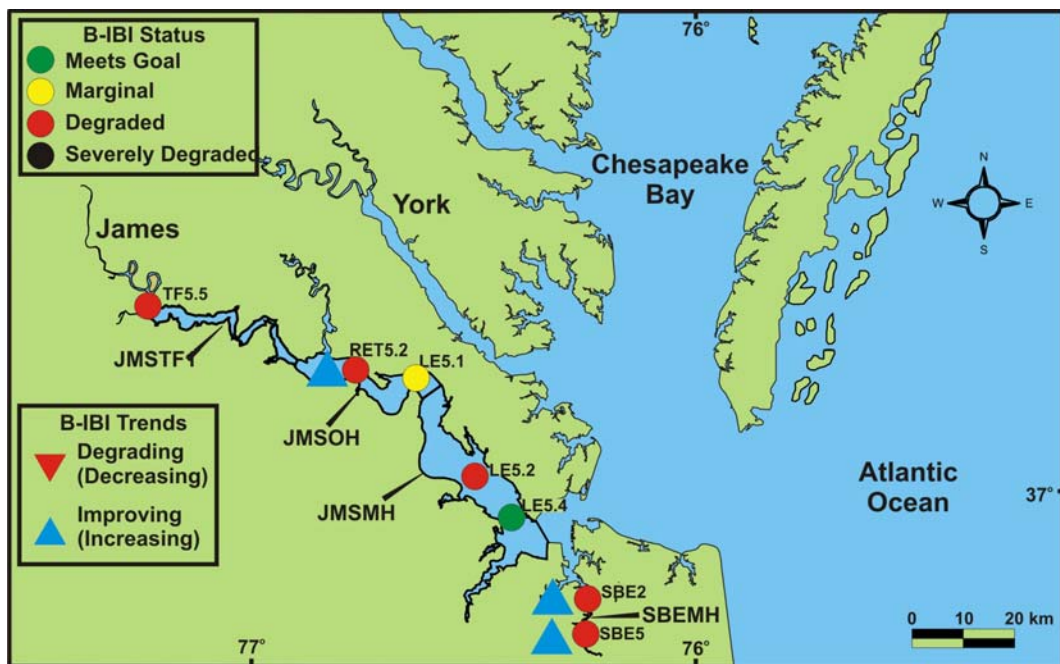 B-IBI Status
Meets Goal
Marginal
Degraded
Severely Degraded
76°
Chesapeake
Bay
N
W
E
S
York
James
TF5.5
JMSTFY
RET5.2
LE5.1
JMSOH
B-IBI Trends
Degrading
(Decreasing)
Improving
(Increasing)
LE5.2
JMSMH
LE5.4
Atlantic
Ocean
37°
SBE2
SBEMH
SBE5
0 10 20 km
77°
76°